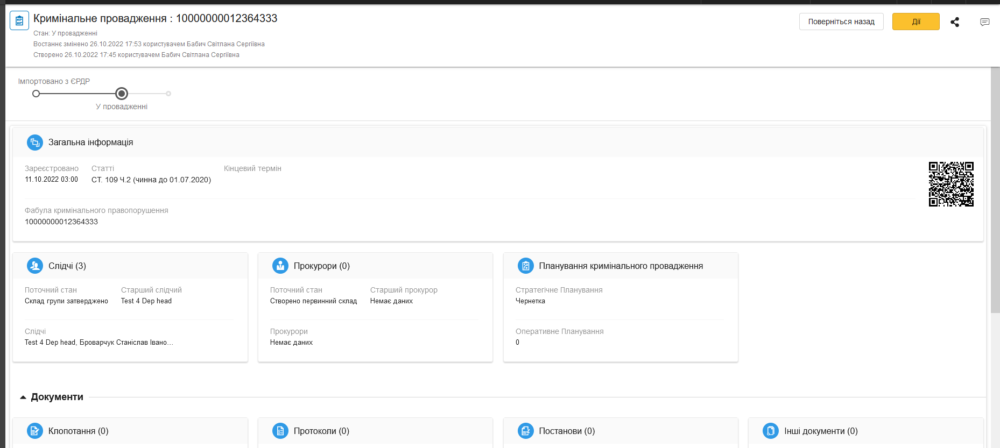 Кримінальне провадження : 10000000012364333
Стан: У провадженні
Востаннє змінено 26.10.2022 17:53 користувачем Бабич Світлана Сергіївна
Створено 26.10.2022 17:45 користувачем Бабич Світлана Сергіївна
Поверніться назад
Дії
Імпортовано з ЄРДР
У провадженні
Загальна інформація
Зареєстровано
Статті
Кінцевий термін
11.10.2022 03:00
СТ. 109 Ч.2 (чинна до 01.07.2020)
Фабула кримінального правопорушення
10000000012364333
Слідчі (3)
Поточний стан
Старший слідчий
Склад групи затверджено
Test 4 Dep head
Слідчі
Test 4 Dep head, Броварчук Станіслав Івано…
Прокурори (0)
Поточний стан
Старший прокурор
Створено первинний склад
Немає даних
Прокурори
Немає даних
Планування кримінального провадження
Стратегічне Планування
Чернетка
Оперативне Планування
0
Документи
Клопотання (0)
Протоколи (0)
Постанови (0)
Інші документи (0)